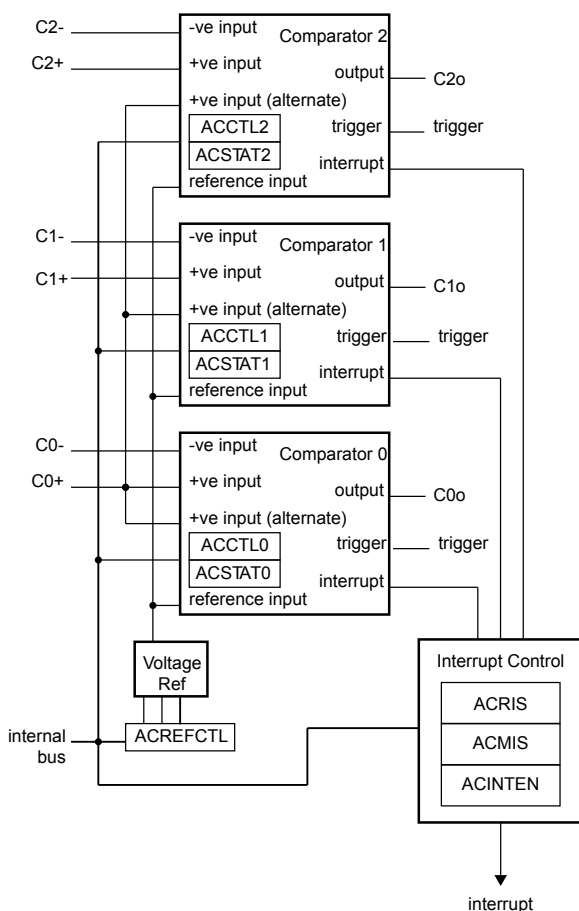 C2-
-ve input
Comparator 2
C2+
+ve input
output
C2o
+ve input (alternate)
ACCTL2
trigger
trigger
ACSTAT2
interrupt
reference input
C1-
-ve input
Comparator 1
C1+
+ve input
output
C1o
+ve input (alternate)
ACCTL1
trigger
trigger
ACSTAT1
interrupt
reference input
C0-
-ve input
Comparator 0
C0+
+ve input
output
C0o
+ve input (alternate)
ACCTL0
trigger
trigger
ACSTAT0
interrupt
reference input
Voltage
Ref
Interrupt Control
ACRIS
ACMIS
ACINTEN
internal
bus
ACREFCTL
interrupt